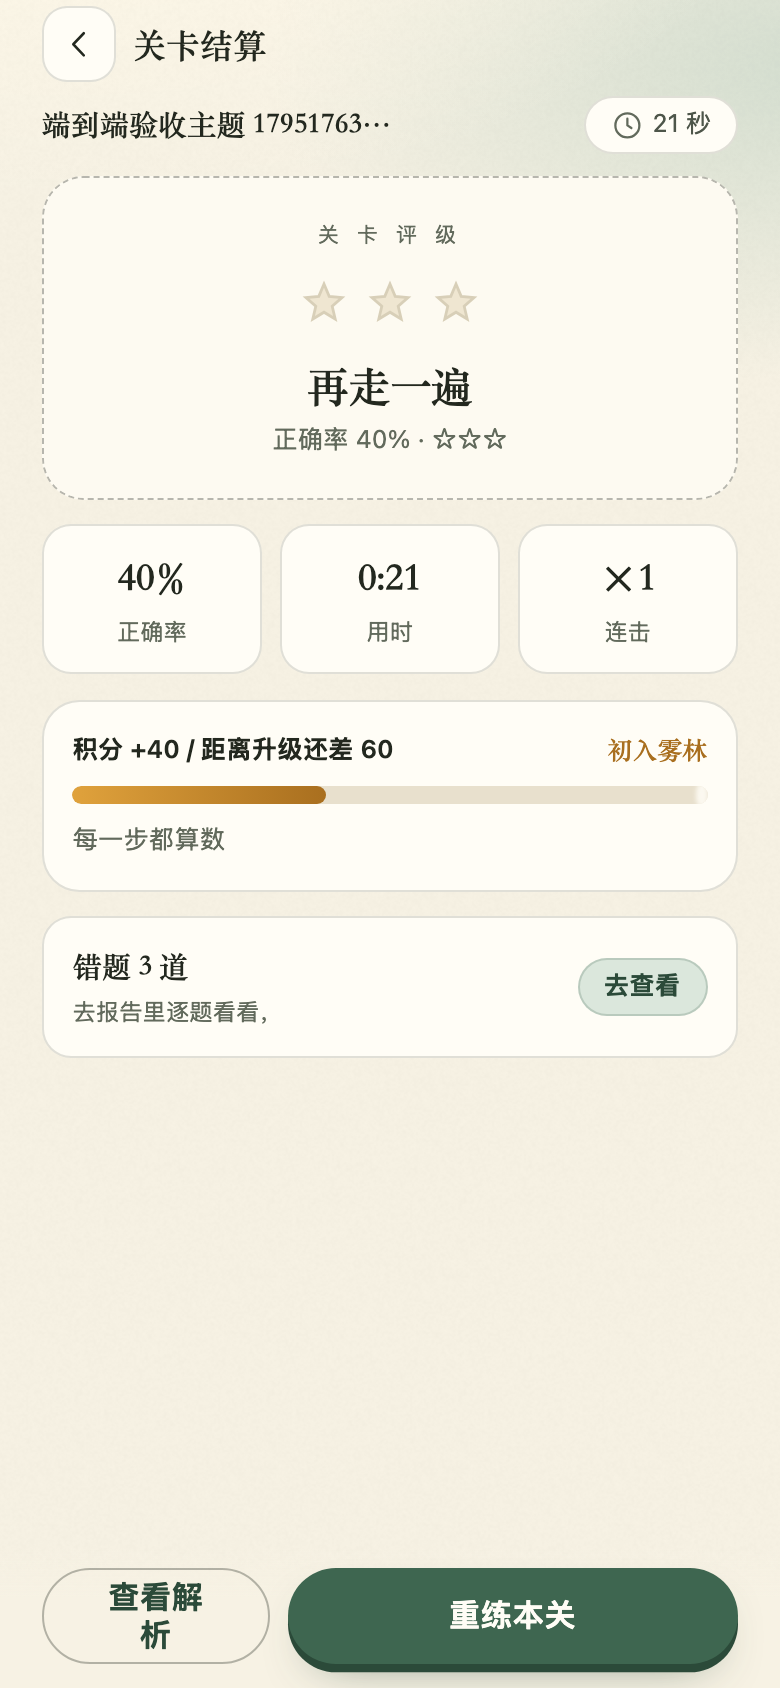 关卡结算
端到端验收主题 17951763…
21 秒
关卡评级
再走一遍
正确率 40% · ☆☆☆
40%
正确率
0:21
用时
×1
连击
积分 +40 / 距离升级还差 60
初入雾林
每一步都算数
错题 3 道
去报告里逐题看看，
去查看
查看解
析
重练本关